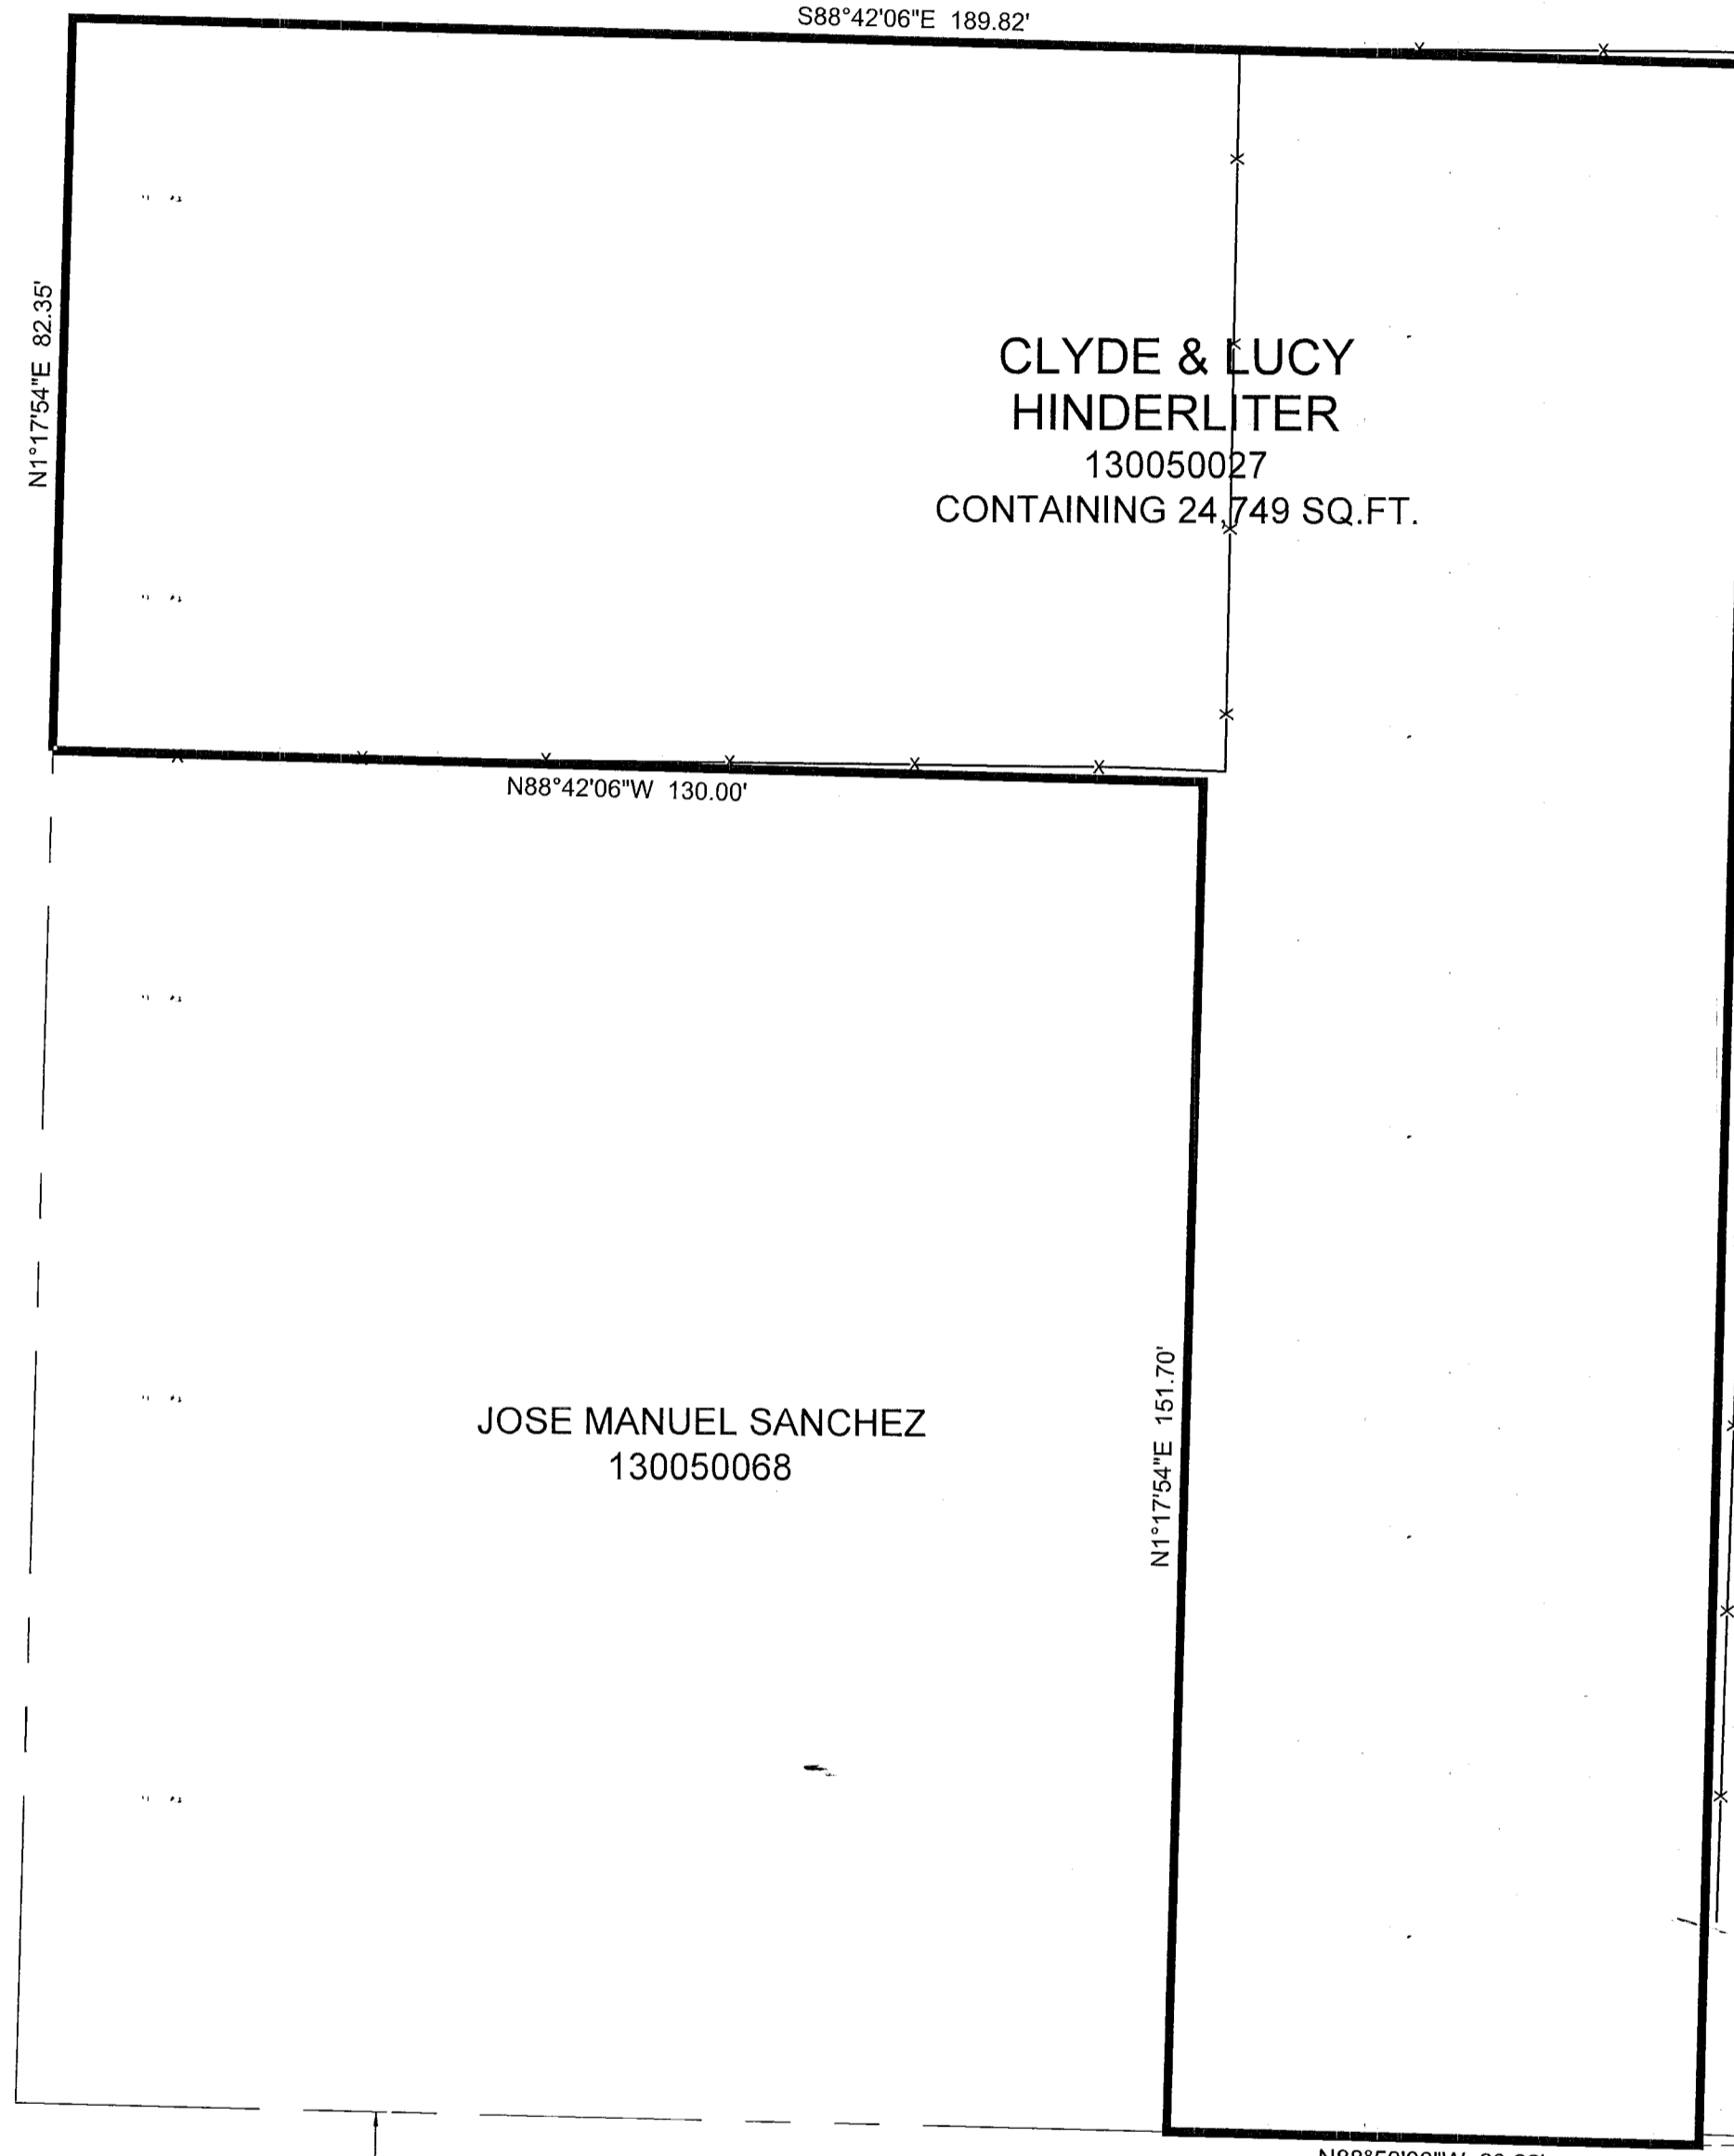 S88°42'06"E 189.82'
N1°17'54"E 82.35'
CLYDE & LUCY
HINDERLITER
130050027
CONTAINING 24,749 SQ.FT.
N88°42'06"W 130.00'
N1°17'54"E 151.70'
JOSE MANUEL SANCHEZ
130050068